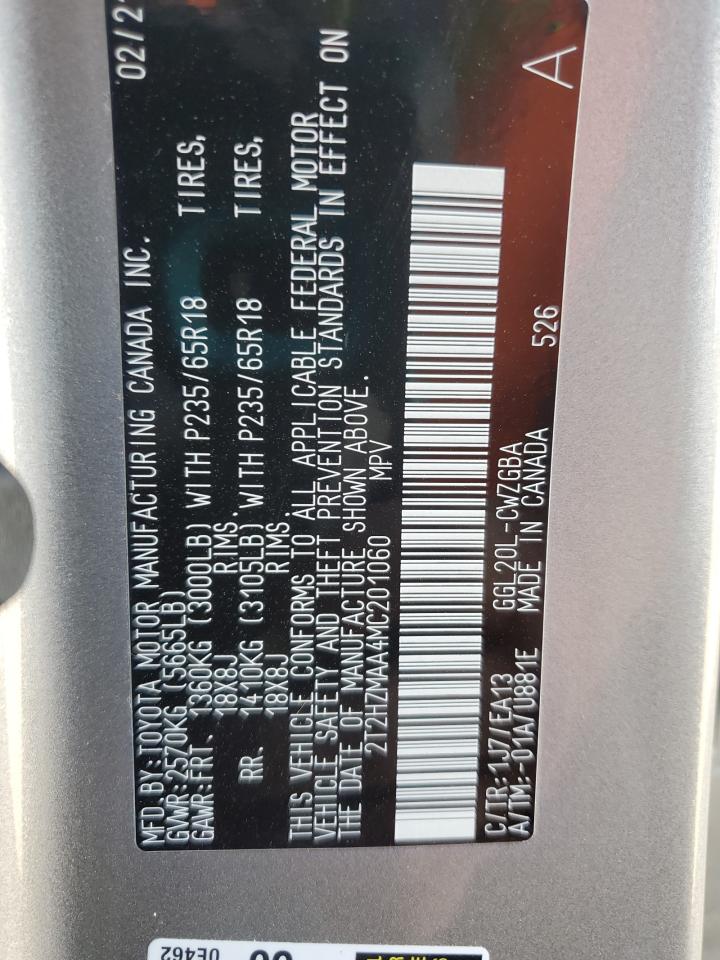 MFD.BY:TOYOTA MOTOR MANUFACTURING CANADA INC. 02/21
GVWR:2570KG (5665LB)
GAWR:FRT. 1360KG (3000LB) WITH P235/65R18 TIRES,
18X8J RIMS.
RR. 1410KG (3105LB) WITH P235/65R18 TIRES,
18X8J RIMS.
THIS VEHICLE CONFORMS TO ALL APPLICABLE FEDERAL MOTOR
VEHICLE SAFETY AND THEFT PREVENTION STANDARDS IN EFFECT ON
THE DATE OF MANUFACTURE SHOWN ABOVE.
2T2HZMAA4MC201060 MPV
C/TR:1J7/EA13 GGL20L-CWZGBA
A/TM:-01A/U881E MADE IN CANADA 526
A
0E462